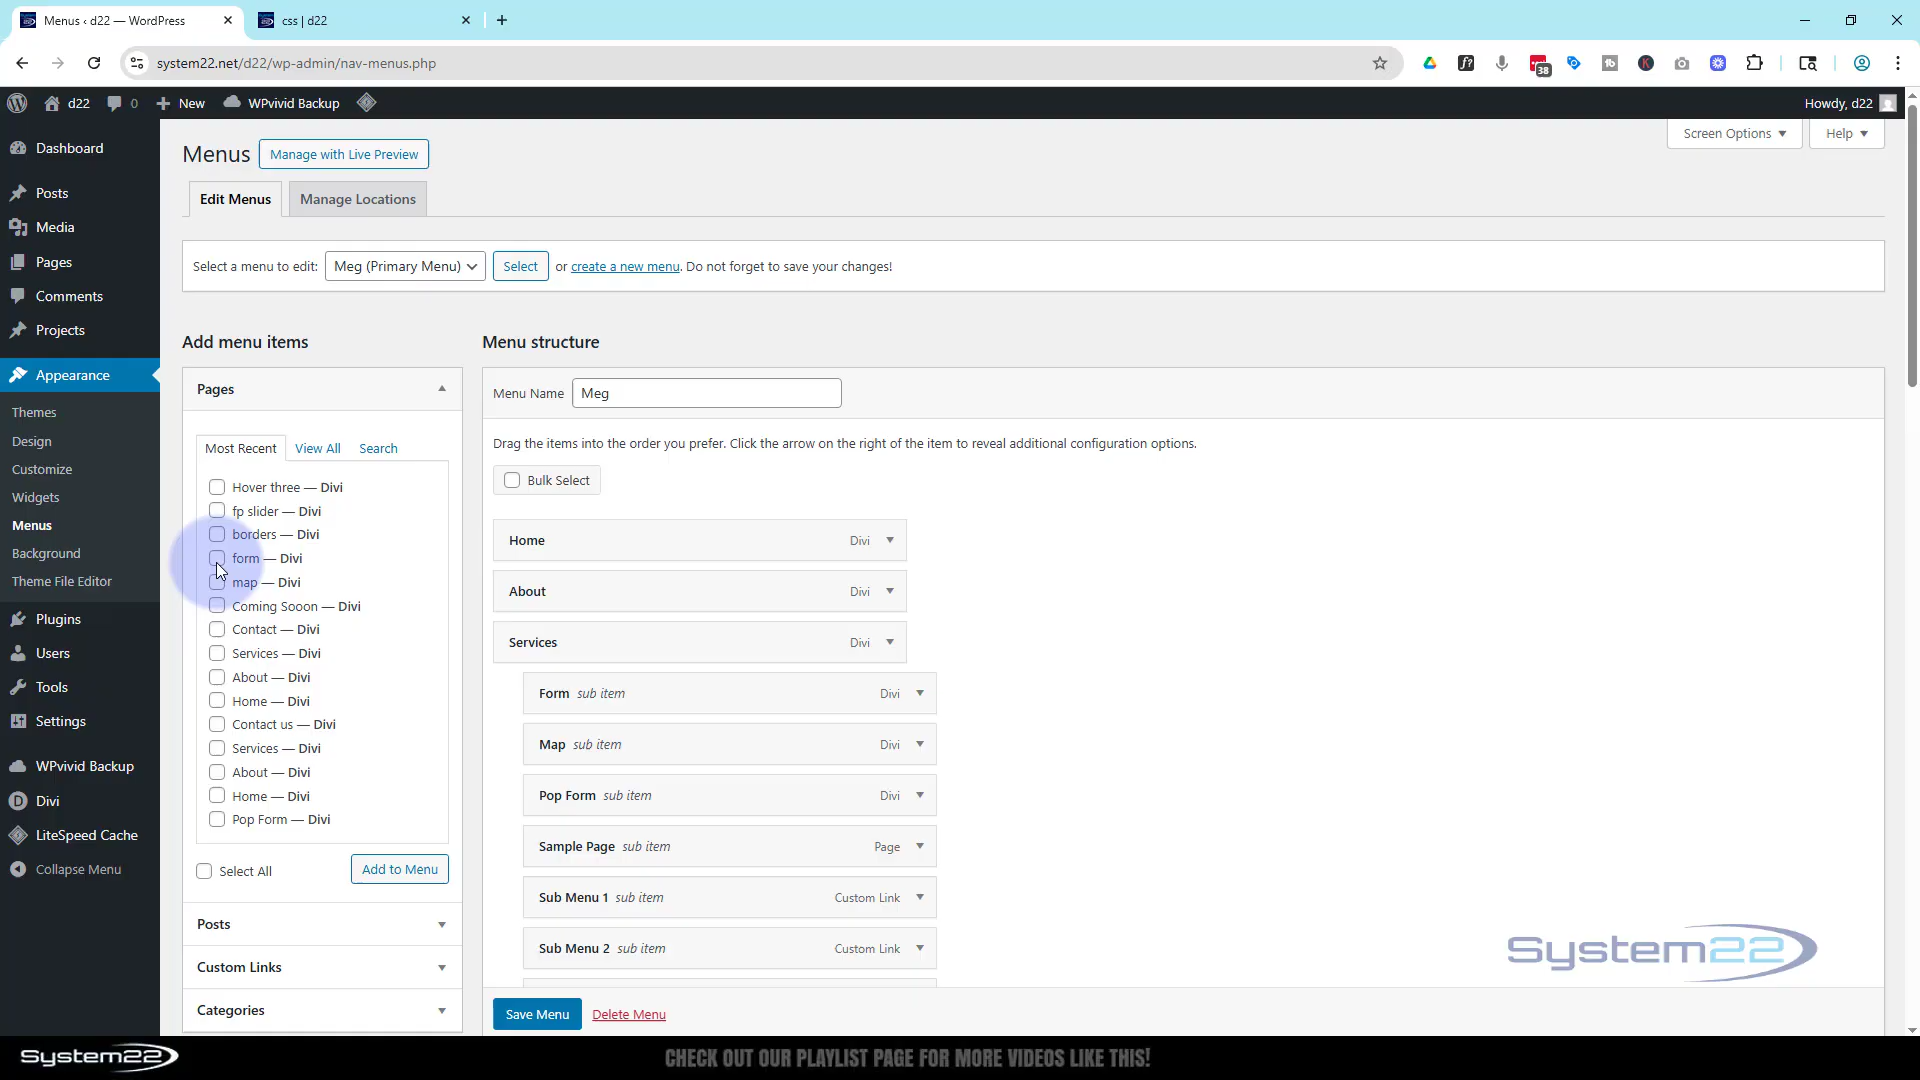 Menus ‹ d22 — WordPress
css | d22
system22.net/d22/wp-admin/nav-menus.php
38
d22
0
New
WPvivid Backup
Howdy, d22
Dashboard
Posts
Media
Pages
Comments
Projects
Appearance
Themes
Design
Customize
Widgets
Menus
Background
Theme File Editor
Plugins
Users
Tools
Settings
WPvivid Backup
Divi
LiteSpeed Cache
Collapse Menu
Screen Options
Help
Menus
Manage with Live Preview
Edit Menus
Manage Locations
Select a menu to edit: Meg (Primary Menu) Select or create a new menu. Do not forget to save your changes!
Add menu items
Pages
Most Recent View All Search
Hover three — Divi
fp slider — Divi
borders — Divi
form — Divi
map — Divi
Coming Sooon — Divi
Contact — Divi
Services — Divi
About — Divi
Home — Divi
Contact us — Divi
Services — Divi
About — Divi
Home — Divi
Pop Form — Divi
Select All
Add to Menu
Posts
Custom Links
Categories
Menu structure
Menu Name Meg
Drag the items into the order you prefer. Click the arrow on the right of the item to reveal additional configuration options.
Bulk Select
Home Divi
About Divi
Services Divi
Form sub item Divi
Map sub item Divi
Pop Form sub item Divi
Sample Page sub item Page
Sub Menu 1 sub item Custom Link
Sub Menu 2 sub item Custom Link
Save Menu Delete Menu
System22
System22
CHECK OUT OUR PLAYLIST PAGE FOR MORE VIDEOS LIKE THIS!